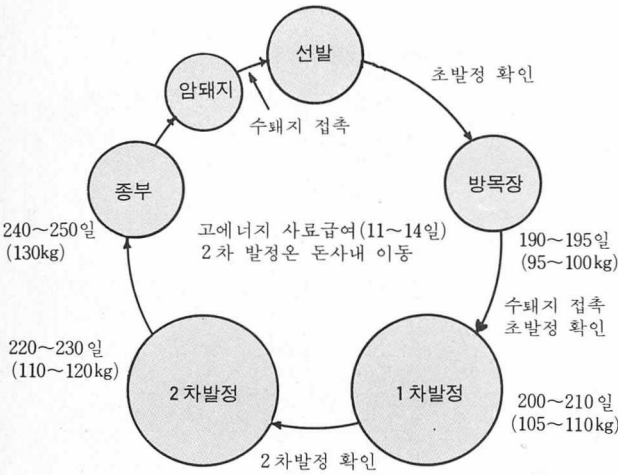 선발
암돼지
초발정 확인
수돼지 접촉
종부
방목장
240~250일
(130kg)
고에너지 사료급여(11~14일)
2차 발정온 돈사내 이동
190~195일
(95~100kg)
수퇘지 접촉
초발정 확인
220~230일
(110~120kg)
2차발정
1차발정
200~210일
(105~110kg)
2차발정 확인